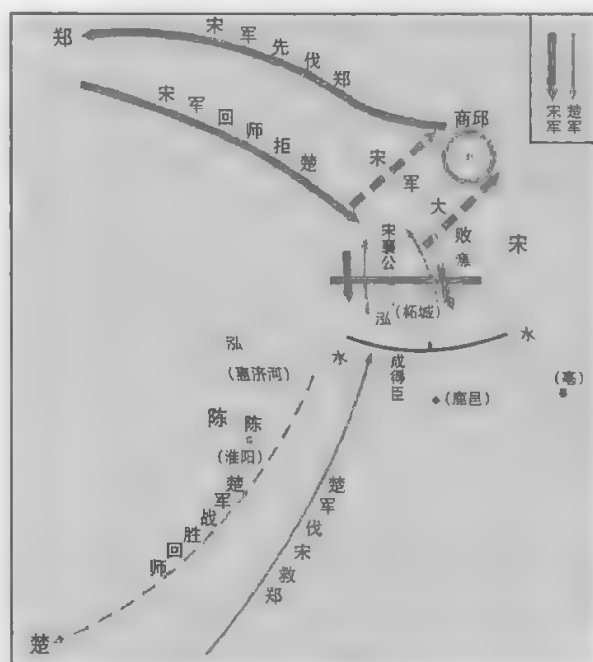 郑
宋军先伐郑
宋军
楚军
商邱
宋军回师拒楚
宋军大败
宋
宋襄公
泓
(柘城)
水
泓
水
(惠济河)
成得臣
(鹿邑)
(亳)
陈
陈
(淮阳)
楚军战胜回师
楚军伐宋救郑
楚